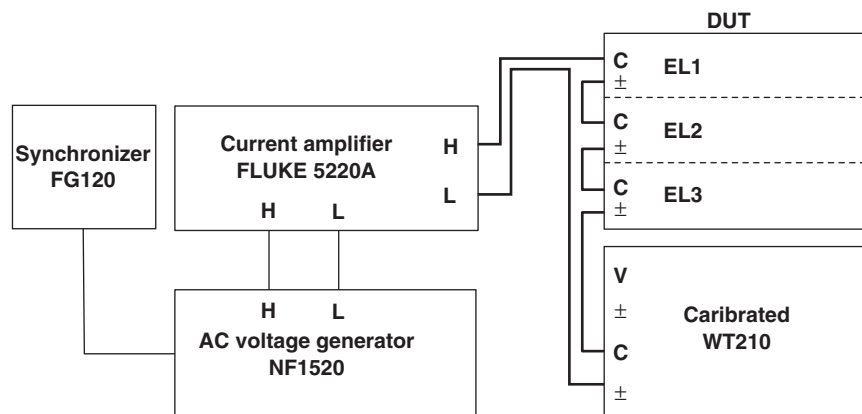 DUT
Synchronizer
FG120
Current amplifier
FLUKE 5220A
H
L
H L
H L
AC voltage generator
NF1520
C
±
EL1
C
±
EL2
C
±
EL3
V
±
C
±
Caribrated
WT210